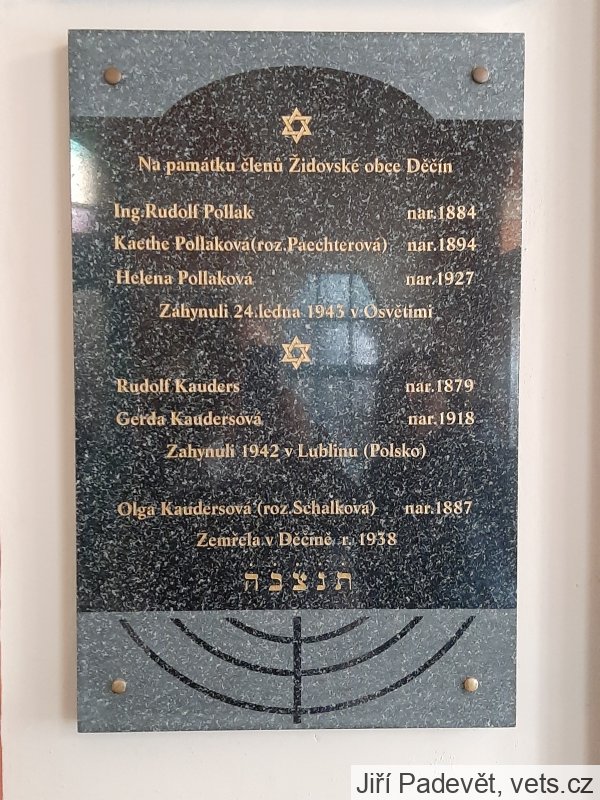 Na památku členů Židovské obce Děčín
Ing.Rudolf Pollak nar.1884
Kaethe Pollaková(roz.Paechterová) nar.1894
Helena Pollaková nar.1927
Zahynuli 24.ledna 1943 v Osvětimi
Rudolf Kauders nar.1879
Gerda Kaudersová nar.1918
Zahynuli 1942 v Lublinu (Polsko)
Olga Kaudersová (roz.Schalková) nar.1887
Zemřela v Děčíně r. 1938
תנצבה
Jiří Padevět, vets.cz